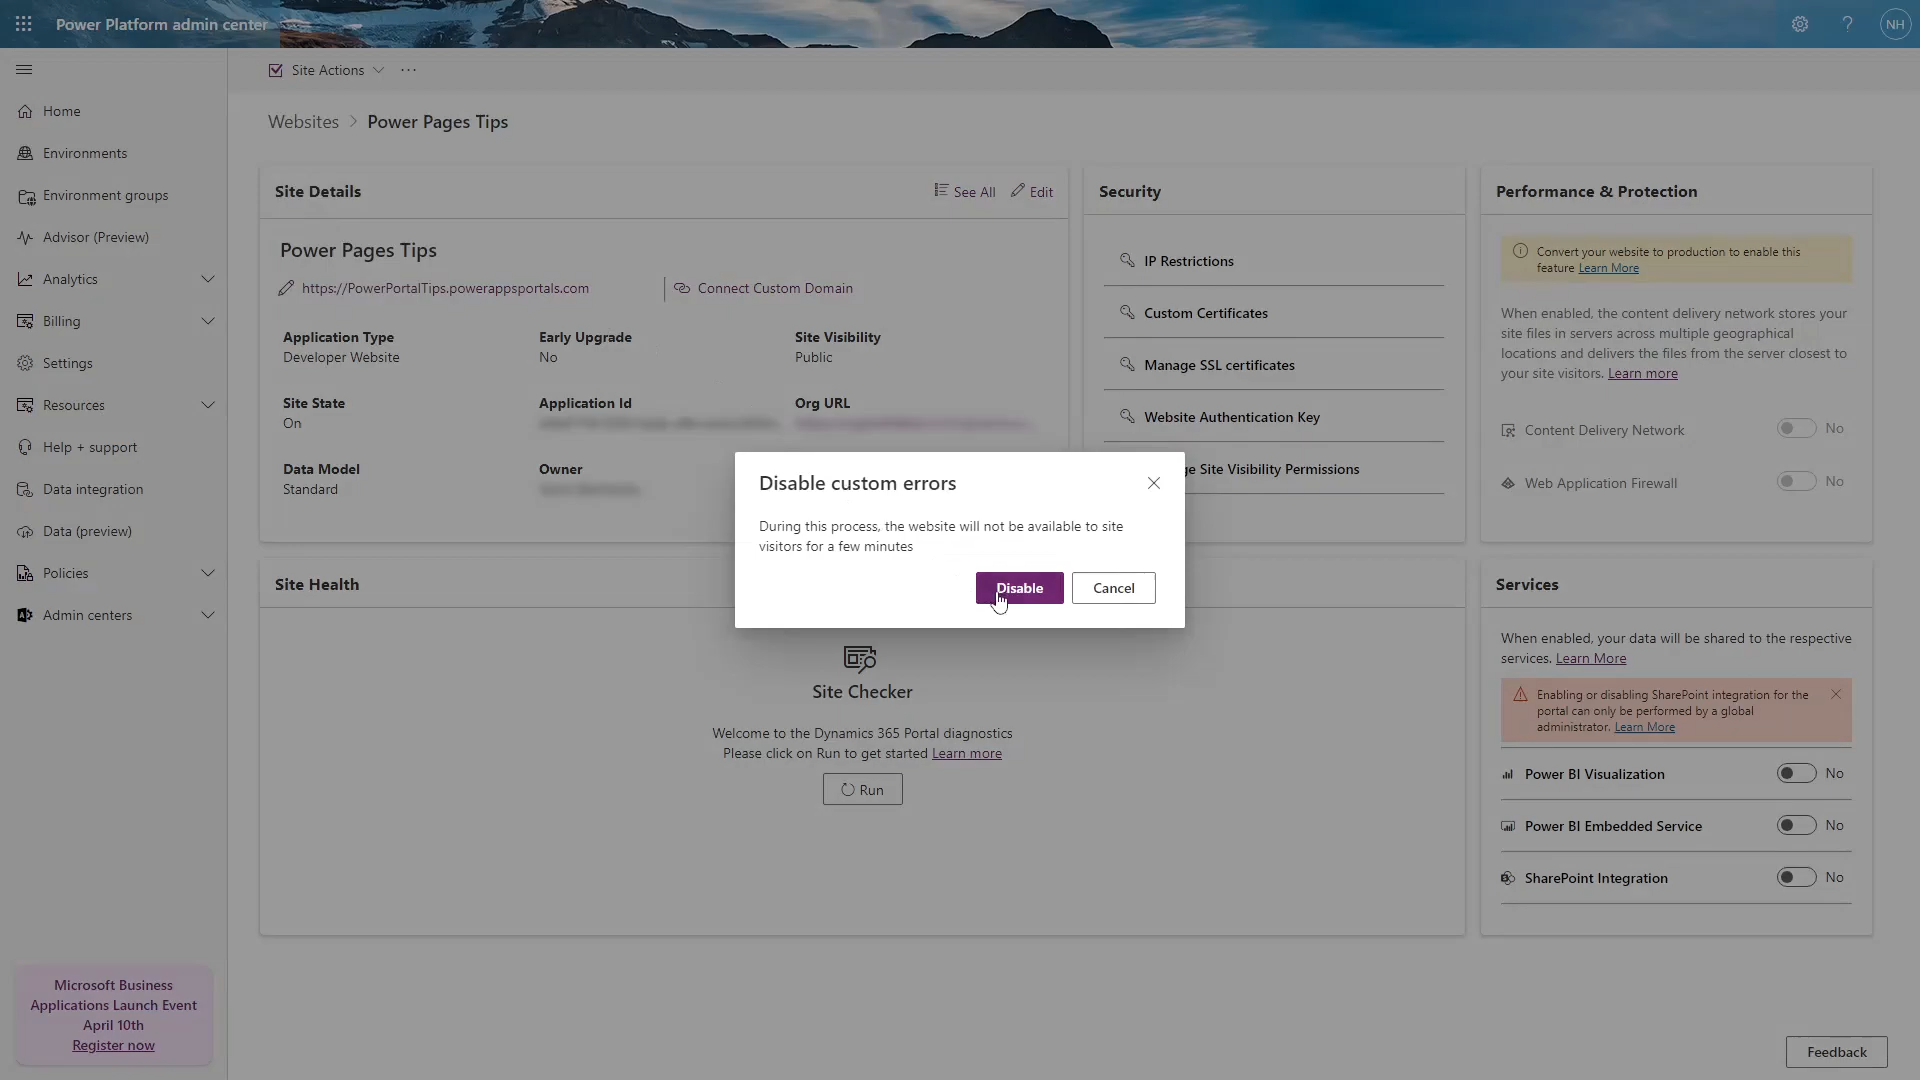 Power Platform admin center
NH
Site Actions
Home
Environments
Environment groups
Advisor (Preview)
Analytics
Billing
Settings
Resources
Help + support
Data integration
Data (preview)
Policies
Admin centers
Microsoft Business
Applications Launch Event
April 10th
Register now
Websites > Power Pages Tips
Site Details
See All
Edit
Power Pages Tips
https://PowerPortalTips.powerappsportals.com
Connect Custom Domain
Application Type
Developer Website
Early Upgrade
No
Site Visibility
Public
Site State
On
Application Id
Org URL
Data Model
Standard
Owner
Security
IP Restrictions
Custom Certificates
Manage SSL certificates
Website Authentication Key
ge Site Visibility Permissions
Performance & Protection
Convert your website to production to enable this
feature Learn More
When enabled, the content delivery network stores your
site files in servers across multiple geographical
locations and delivers the files from the server closest to
your site visitors. Learn more
Content Delivery Network
No
Web Application Firewall
No
Disable custom errors
During this process, the website will not be available to site
visitors for a few minutes
Disable
Cancel
Site Health
Site Checker
Welcome to the Dynamics 365 Portal diagnostics
Please click on Run to get started Learn more
Run
Services
When enabled, your data will be shared to the respective
services. Learn More
Enabling or disabling SharePoint integration for the
portal can only be performed by a global
administrator. Learn More
Power BI Visualization
No
Power BI Embedded Service
No
SharePoint Integration
No
Feedback